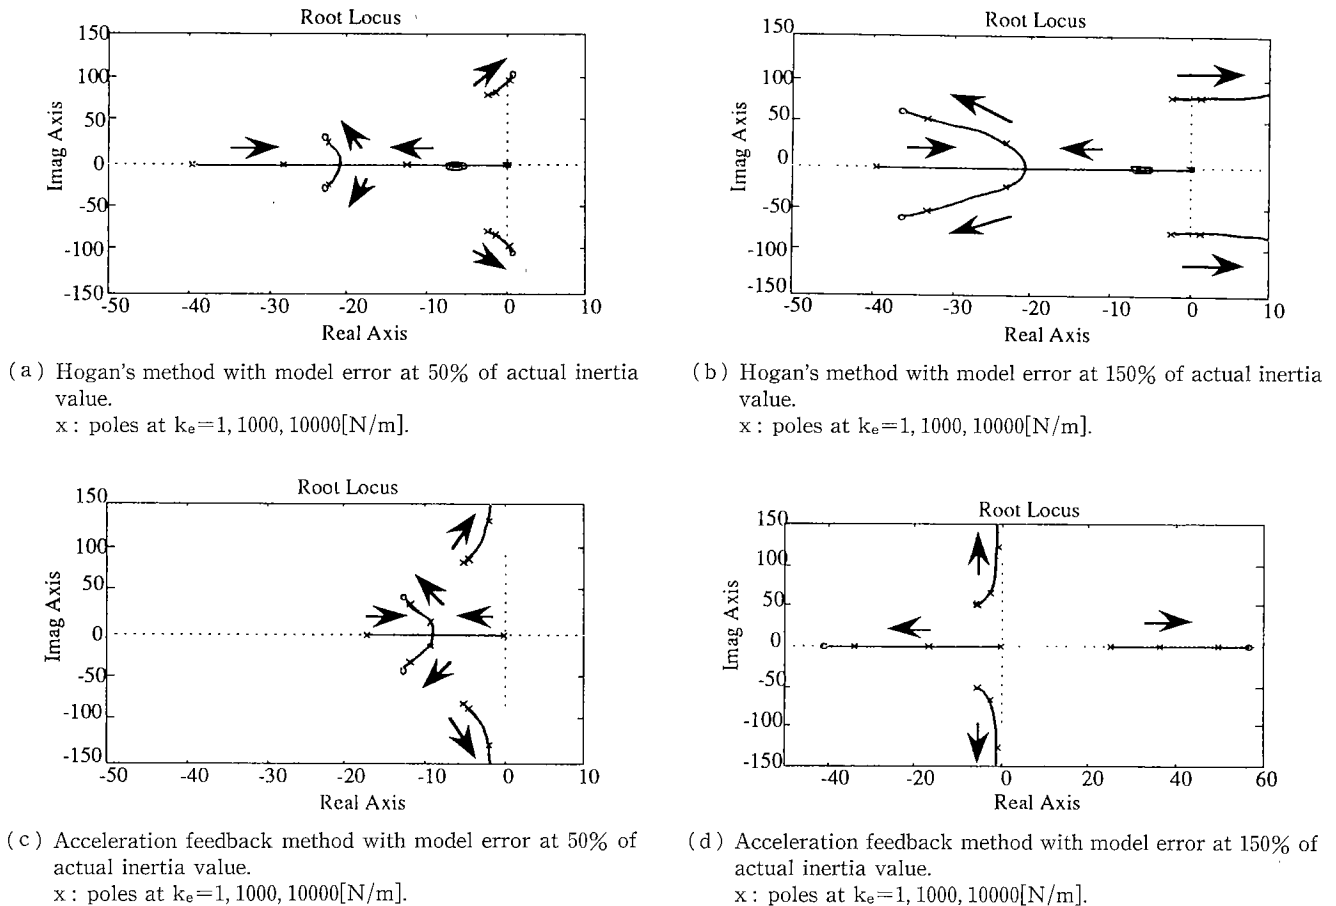 Root Locus
150
100
50
0
-50
-100
-150
-50
-40
-30
-20
-10
0
10
Imag Axis
Real Axis
(a) Hogan's method with model error at 50% of actual inertia
value.
x : poles at ke=1, 1000, 10000[N/m].
Root Locus
150
100
50
0
-50
-100
-150
-50
-40
-30
-20
-10
0
10
Imag Axis
Real Axis
(b) Hogan's method with model error at 150% of actual inertia
value.
x : poles at ke=1, 1000, 10000[N/m].
Root Locus
150
100
50
0
-50
-100
-150
-50
-40
-30
-20
-10
0
10
Imag Axis
Real Axis
(c) Acceleration feedback method with model error at 50% of
actual inertia value.
x : poles at ke=1, 1000, 10000[N/m].
Root Locus
150
100
50
0
-50
-100
-150
-40
-20
0
20
40
60
Imag Axis
Real Axis
(d) Acceleration feedback method with model error at 150% of
actual inertia value.
x : poles at ke=1, 1000, 10000[N/m].